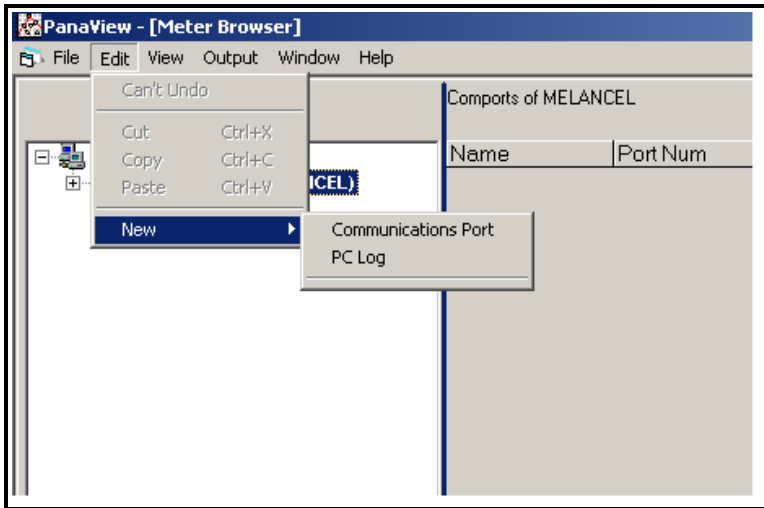 PanaView - [Meter Browser]
File Edit View Output Window Help
Can't Undo
Cut Ctrl+X
Copy Ctrl+C
Paste Ctrl+V
New
Communications Port
PC Log
ICEL)
Comports of MELANCEL
Name Port Num